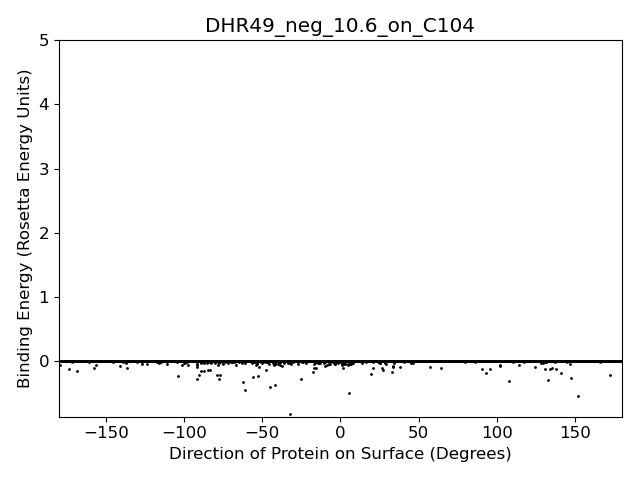 DHR49_neg_10.6_on_C104
Binding Energy (Rosetta Energy Units)
5
4
3
2
1
0
−150 −100 −50 0 50 100 150
Direction of Protein on Surface (Degrees)